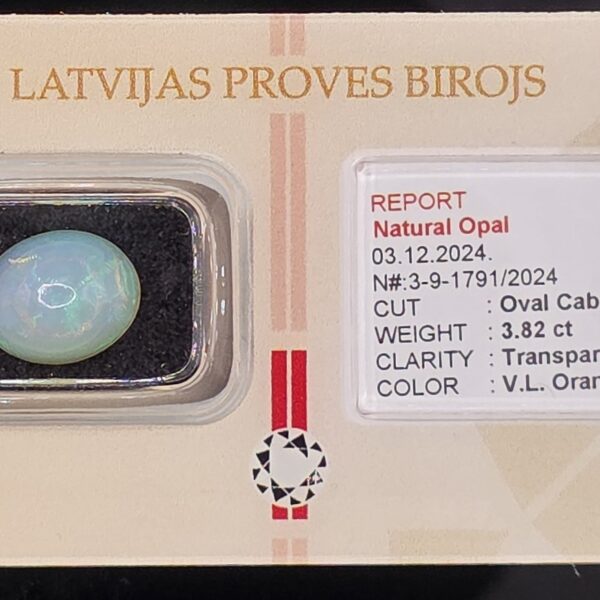 LATVIJAS PROVES BIROJS
REPORT
Natural Opal
03.12.2024.
N#:3-9-1791/2024
CUT : Oval Cab
WEIGHT : 3.82 ct
CLARITY : Transpar
COLOR : V.L. Oran